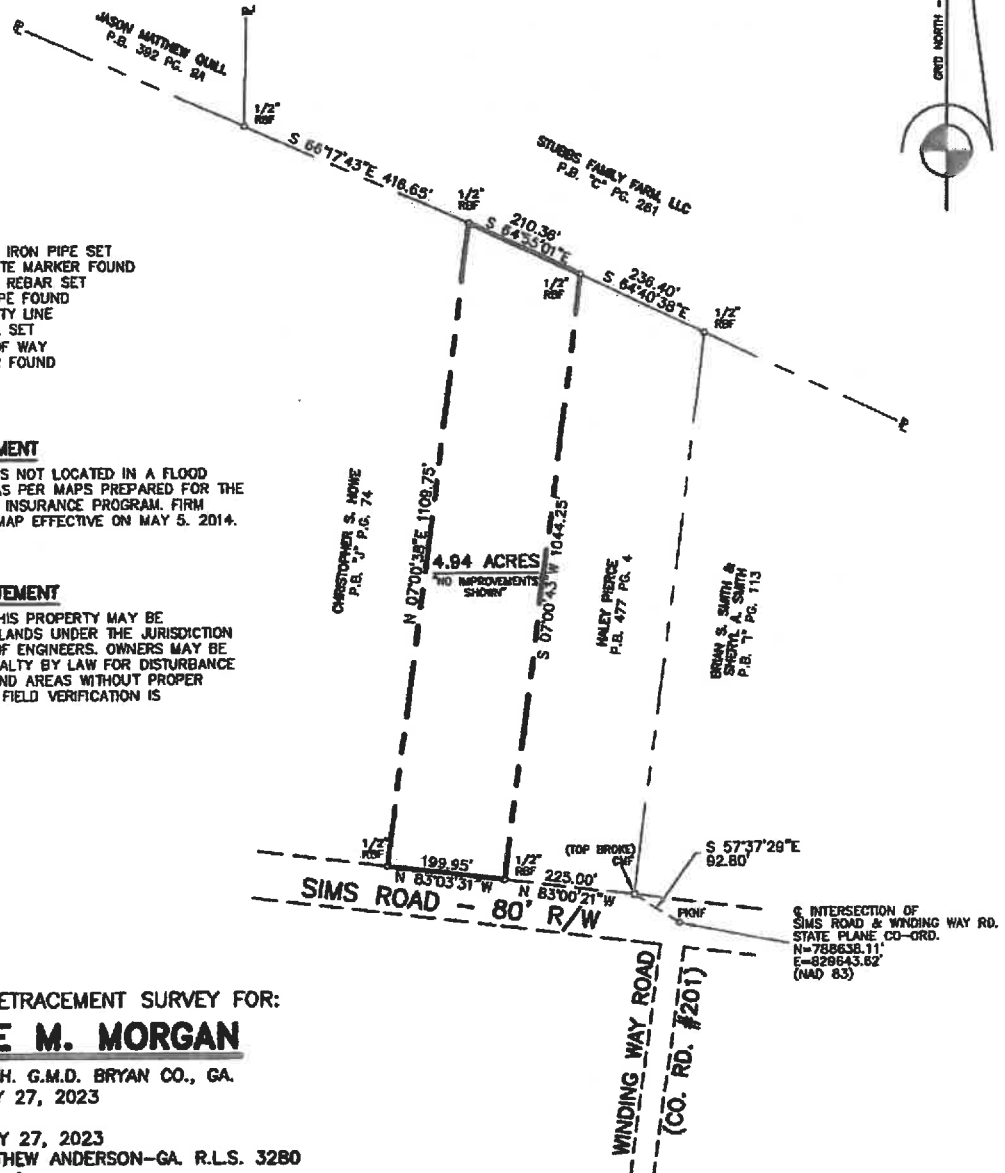 JASON MATTHEW QUILL
P.B. 392 PG. 9A
GRID NORTH -
1/2"
RBF
S 66°17'43"E 416.65'
STUBBS FAMILY FARM, LLC
P.B. "C" PG. 281
1/2"
RBF
210.36'
S 64°55'01"E
1/2"
RBF
236.40'
S 64°40'38"E
1/2"
RBF
IRON PIPE SET
TE MARKER FOUND
REBAR SET
PE FOUND
TY LINE
SET
OF WAY
FOUND
MENT
S NOT LOCATED IN A FLOOD
AS PER MAPS PREPARED FOR THE
INSURANCE PROGRAM. FIRM
MAP EFFECTIVE ON MAY 5. 2014.
CHRISTOPHER S. HOWE
P.B. "J" P.G. 74
N 07°00'38"E 1109.75'
4.94 ACRES
"NO IMPROVEMENTS
SHOWN"
S 07°00'43"W 1044.25'
HALEY PIERCE
P.B. 477 PG. 4
BRIAN S. SMITH &
SHERYL A. SMITH
P.B. "I" PG. 113
TEMENT
HIS PROPERTY MAY BE
LANDS UNDER THE JURISDICTION
OF ENGINEERS. OWNERS MAY BE
ALTY BY LAW FOR DISTURBANCE
ND AREAS WITHOUT PROPER
FIELD VERIFICATION IS
1/2"
RBF
199.95'
N 83°03'31"W
1/2"
RBF
(TOP BROKE)
CMF
225.00'
N 83°00'21"W
S 57°37'29"E
92.80'
PKNF
SIMS ROAD - 80' R/W
℄ INTERSECTION OF
SIMS ROAD & WINDING WAY RD.
STATE PLANE CO-ORD.
N=788638.11'
E=828643.62'
(NAD 83)
WINDING WAY ROAD
(CO. RD. #201)
ETRACEMENT SURVEY FOR:
E M. MORGAN
H. G.M.D. BRYAN CO., GA.
Y 27, 2023
Y 27, 2023
THEW ANDERSON-GA. R.L.S. 3280